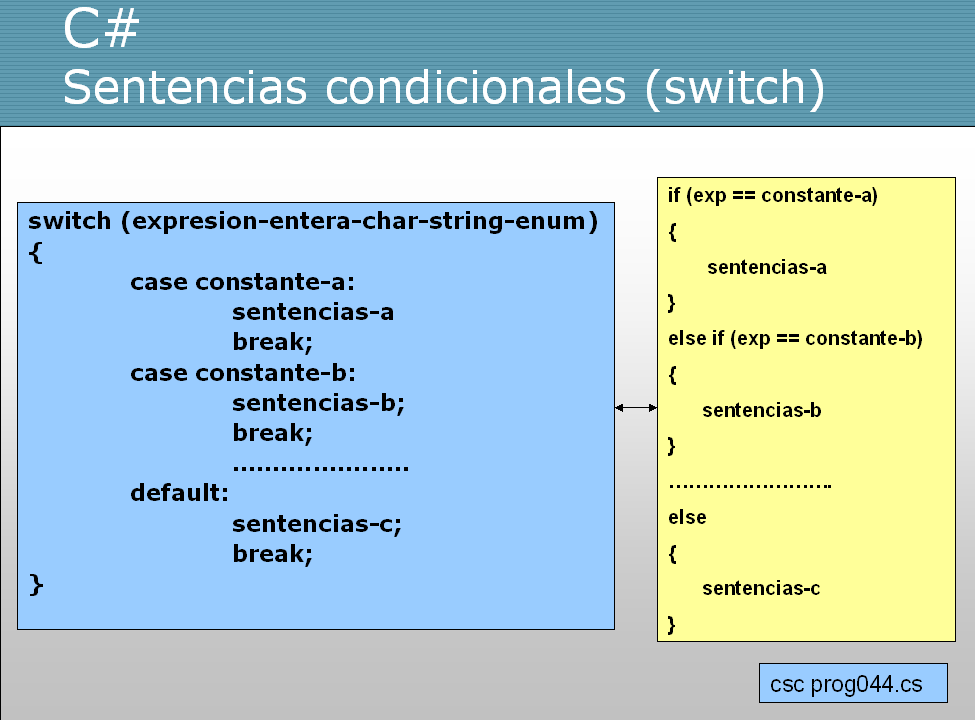 C#
Sentencias condicionales (switch)
switch (expresion-entera-char-string-enum)
{
case constante-a:
sentencias-a
break;
case constante-b:
sentencias-b;
break;
......................
default:
sentencias-c;
break;
}
if (exp == constante-a)
{
sentencias-a
}
else if (exp == constante-b)
{
sentencias-b
}
……………………..
else
{
sentencias-c
}
csc prog044.cs